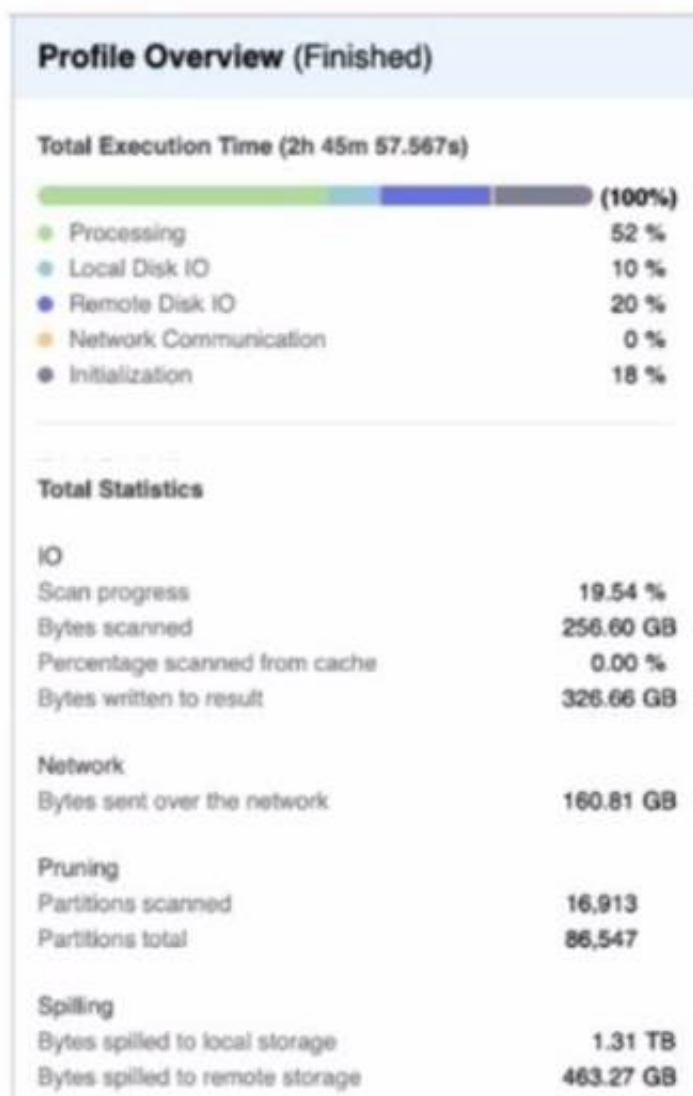 Profile Overview (Finished)
Total Execution Time (2h 45m 57.567s)
(100%)
Processing 52 %
Local Disk IO 10 %
Remote Disk IO 20 %
Network Communication 0 %
Initialization 18 %
Total Statistics
IO
Scan progress 19.54 %
Bytes scanned 256.60 GB
Percentage scanned from cache 0.00 %
Bytes written to result 326.66 GB
Network
Bytes sent over the network 160.81 GB
Pruning
Partitions scanned 16,913
Partitions total 86,547
Spilling
Bytes spilled to local storage 1.31 TB
Bytes spilled to remote storage 463.27 GB